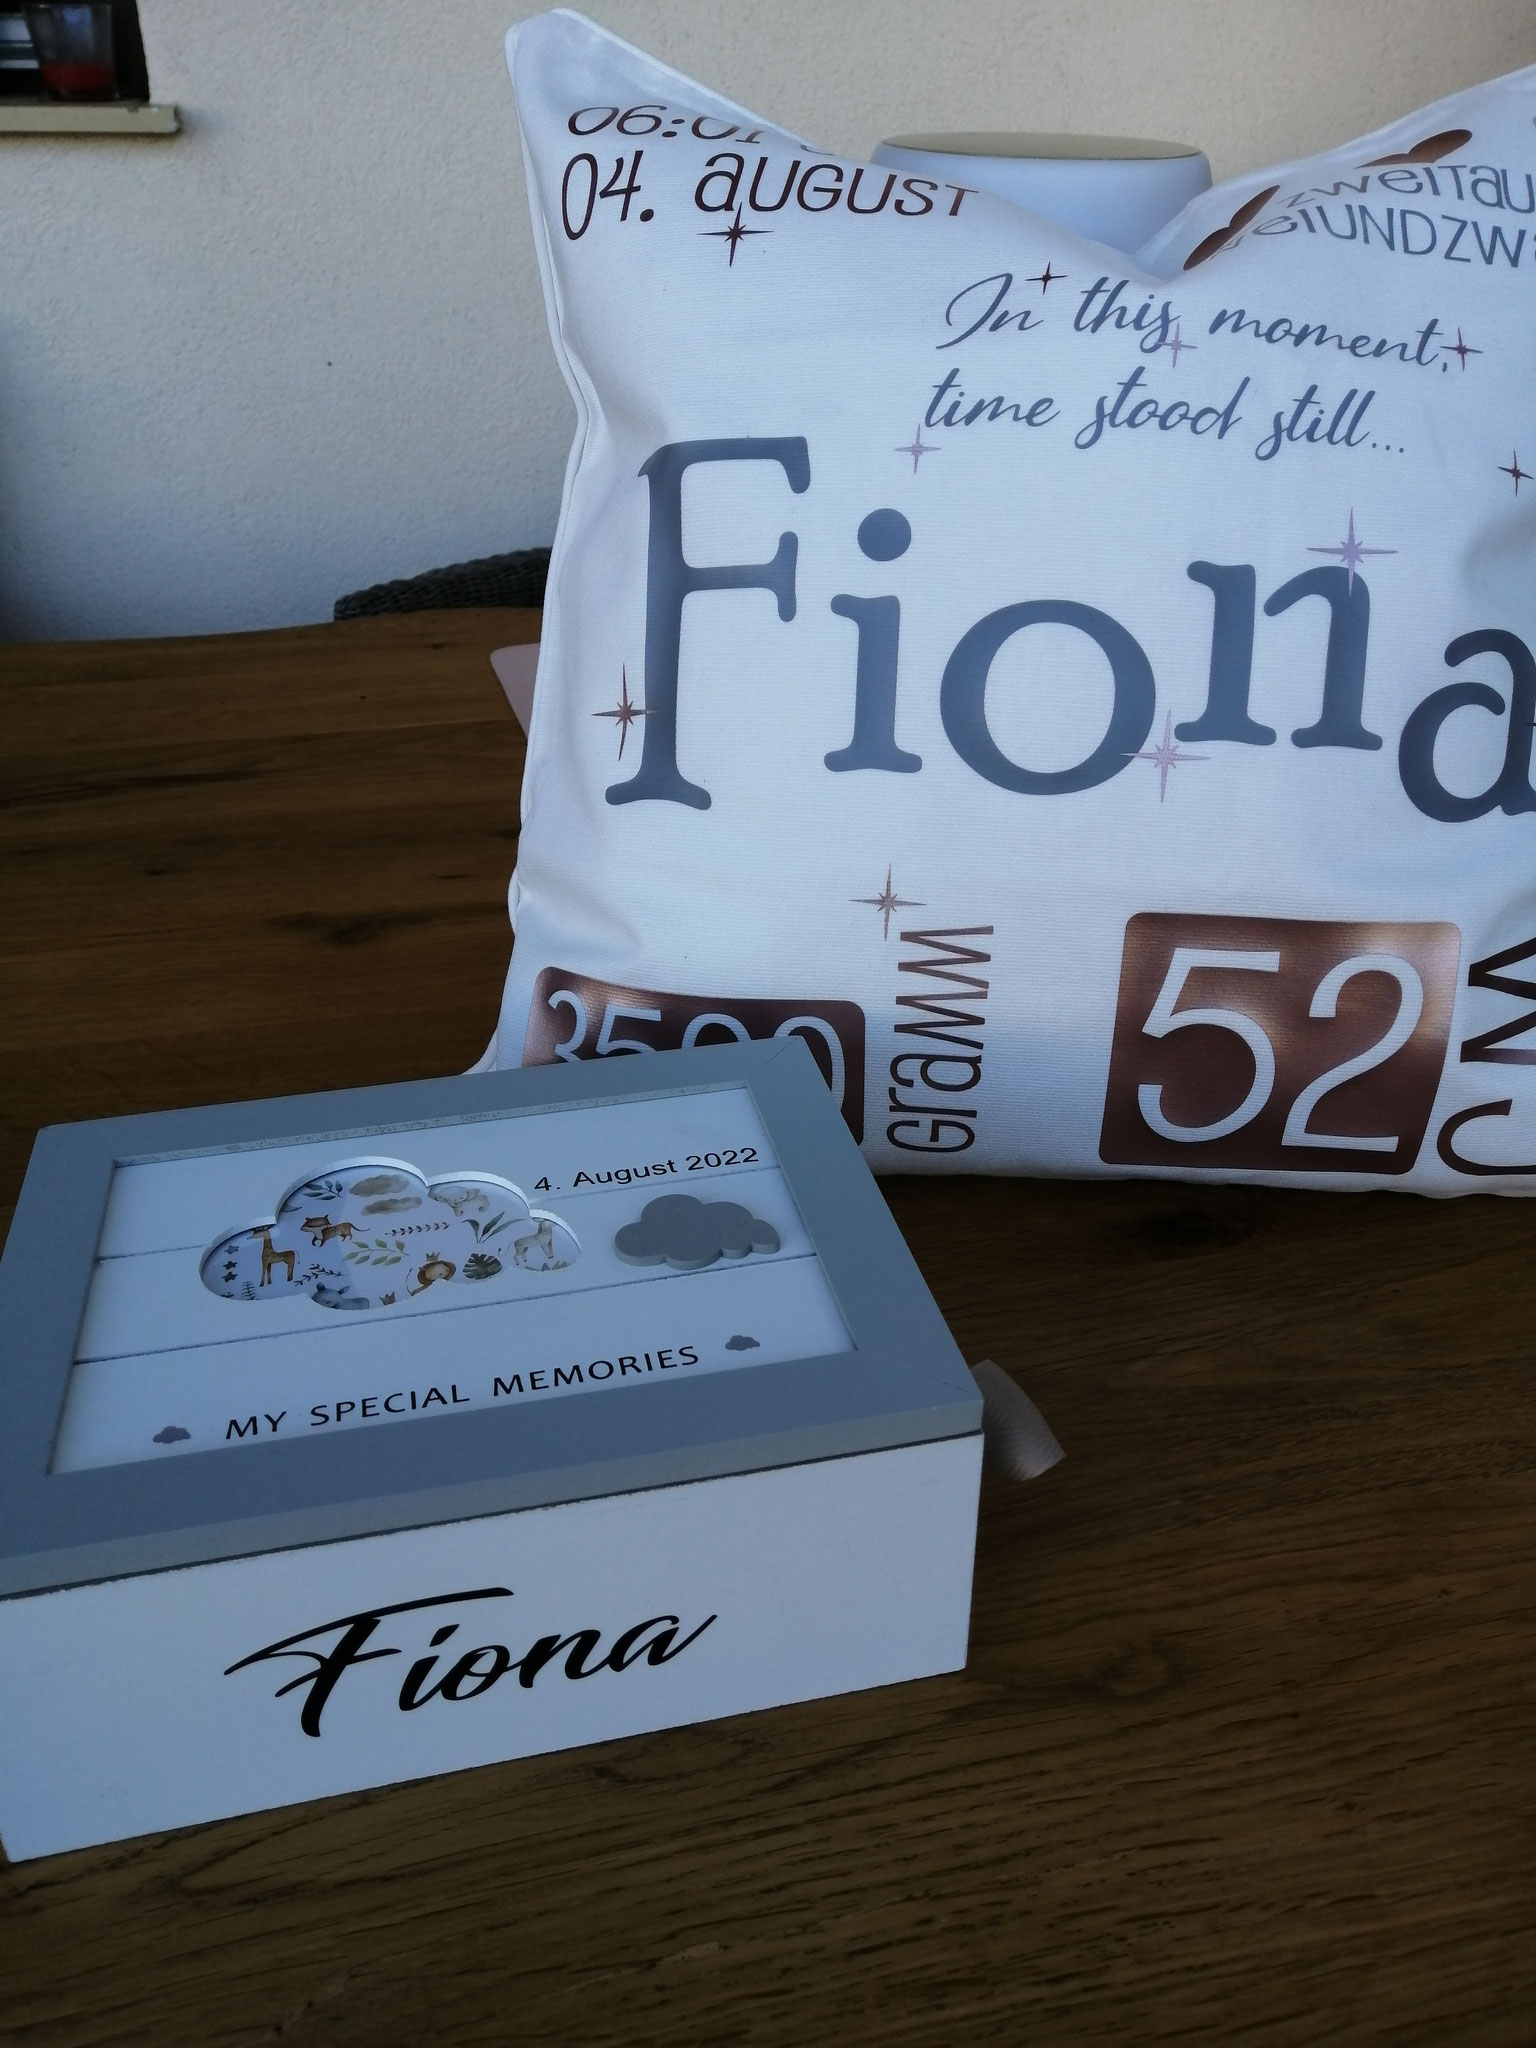 04. AUGUST
In this moment,
time stood still...
Fiona
GRAMM
52
4. August 2022
MY SPECIAL MEMORIES
Fiona